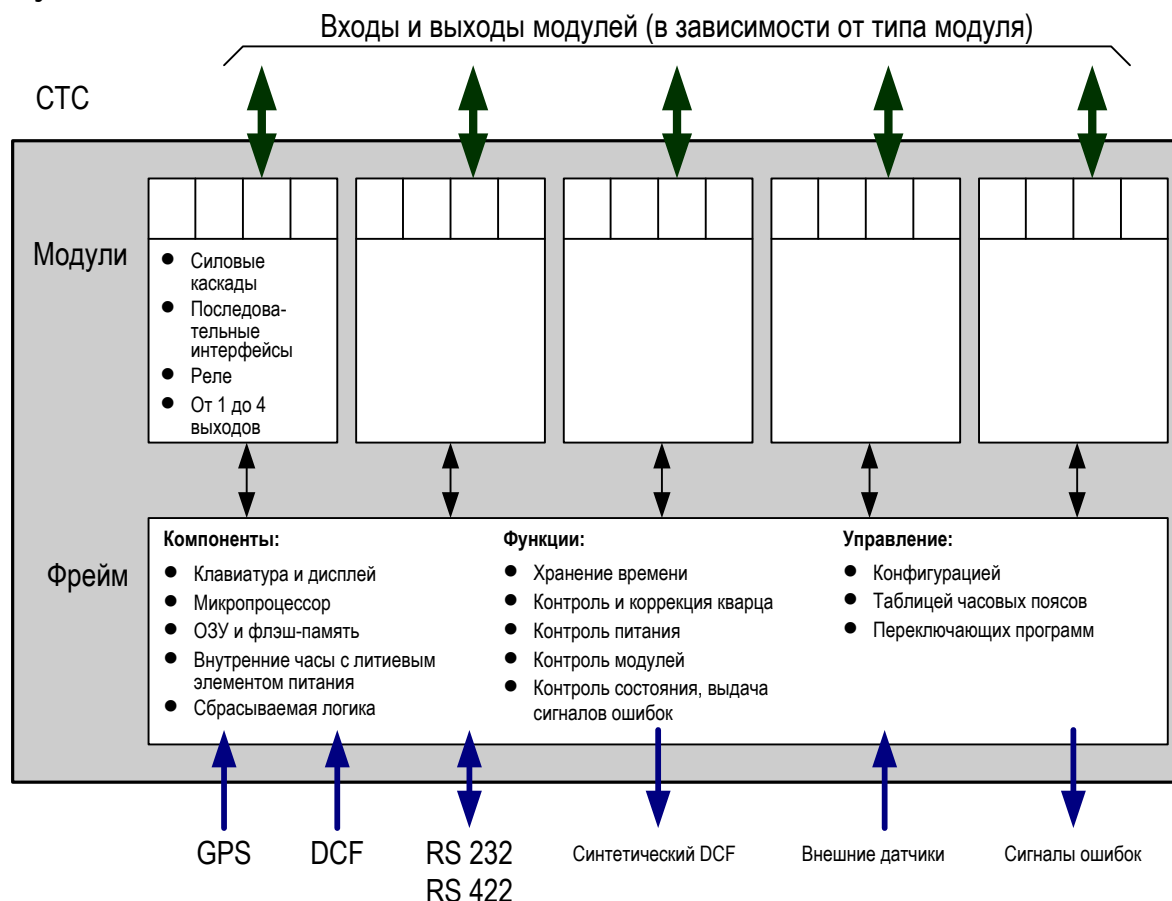 Входы и выходы модулей (в зависимости от типа модуля)
СТС
Модули
● Силовые
каскады
● Последова-
тельные
интерфейсы
● Реле
● От 1 до 4
выходов
Фрейм
Компоненты:
● Клавиатура и дисплей
● Микропроцессор
● ОЗУ и флэш-память
● Внутренние часы с литиевым
элементом питания
● Сбрасываемая логика
Функции:
● Хранение времени
● Контроль и коррекция кварца
● Контроль питания
● Контроль модулей
● Контроль состояния, выдача
сигналов ошибок
Управление:
● Конфигурацией
● Таблицей часовых поясов
● Переключающих программ
GPS
DCF
RS 232
RS 422
Синтетический DCF
Внешние датчики
Сигналы ошибок